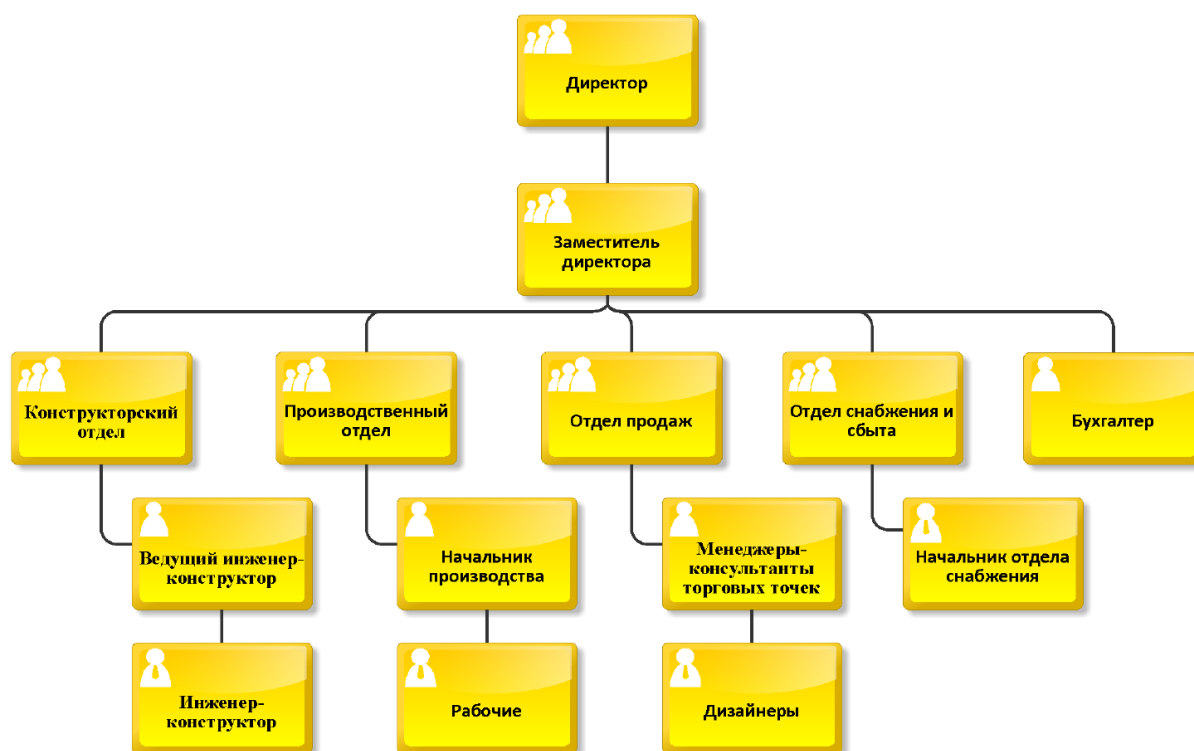 Директор
Заместитель
директора
Конструкторский
отдел
Производственный
отдел
Отдел продаж
Отдел снабжения и
сбыта
Бухгалтер
Ведущий инженер-
конструктор
Начальник
производства
Менеджеры-
консультанты
торговых точек
Начальник отдела
снабжения
Инженер-
конструктор
Рабочие
Дизайнеры